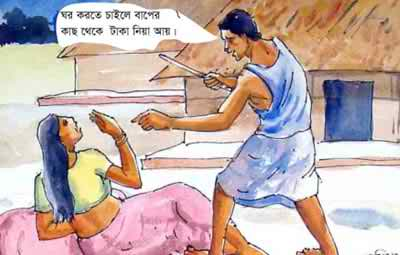 ঘর করতে চাইলে বাপের
কাছ থেকে টাকা নিয়া আয়।